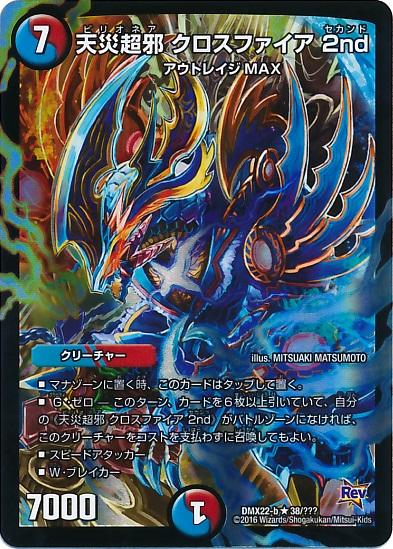 7
ビリオネア セカンド
天災超邪 クロスファイア 2nd
アウトレイジMAX
illus. MITSUAKI MATSUMOTO
クリーチャー
■ マナゾーンに置く時、このカードはタップして置く。
■ G・ゼロ ― このターン、カードを6枚以上引いていて、自分
の《天災超邪 クロスファイア 2nd》がバトルゾーンになければ、
このクリーチャーをコストを支払わずに召喚してもよい。
■ スピードアタッカー
■ W・ブレイカー
Rev
7000
1
DMX22-b ★ 38/???
©2016 Wizards/Shogakukan/Mitsui-Kids